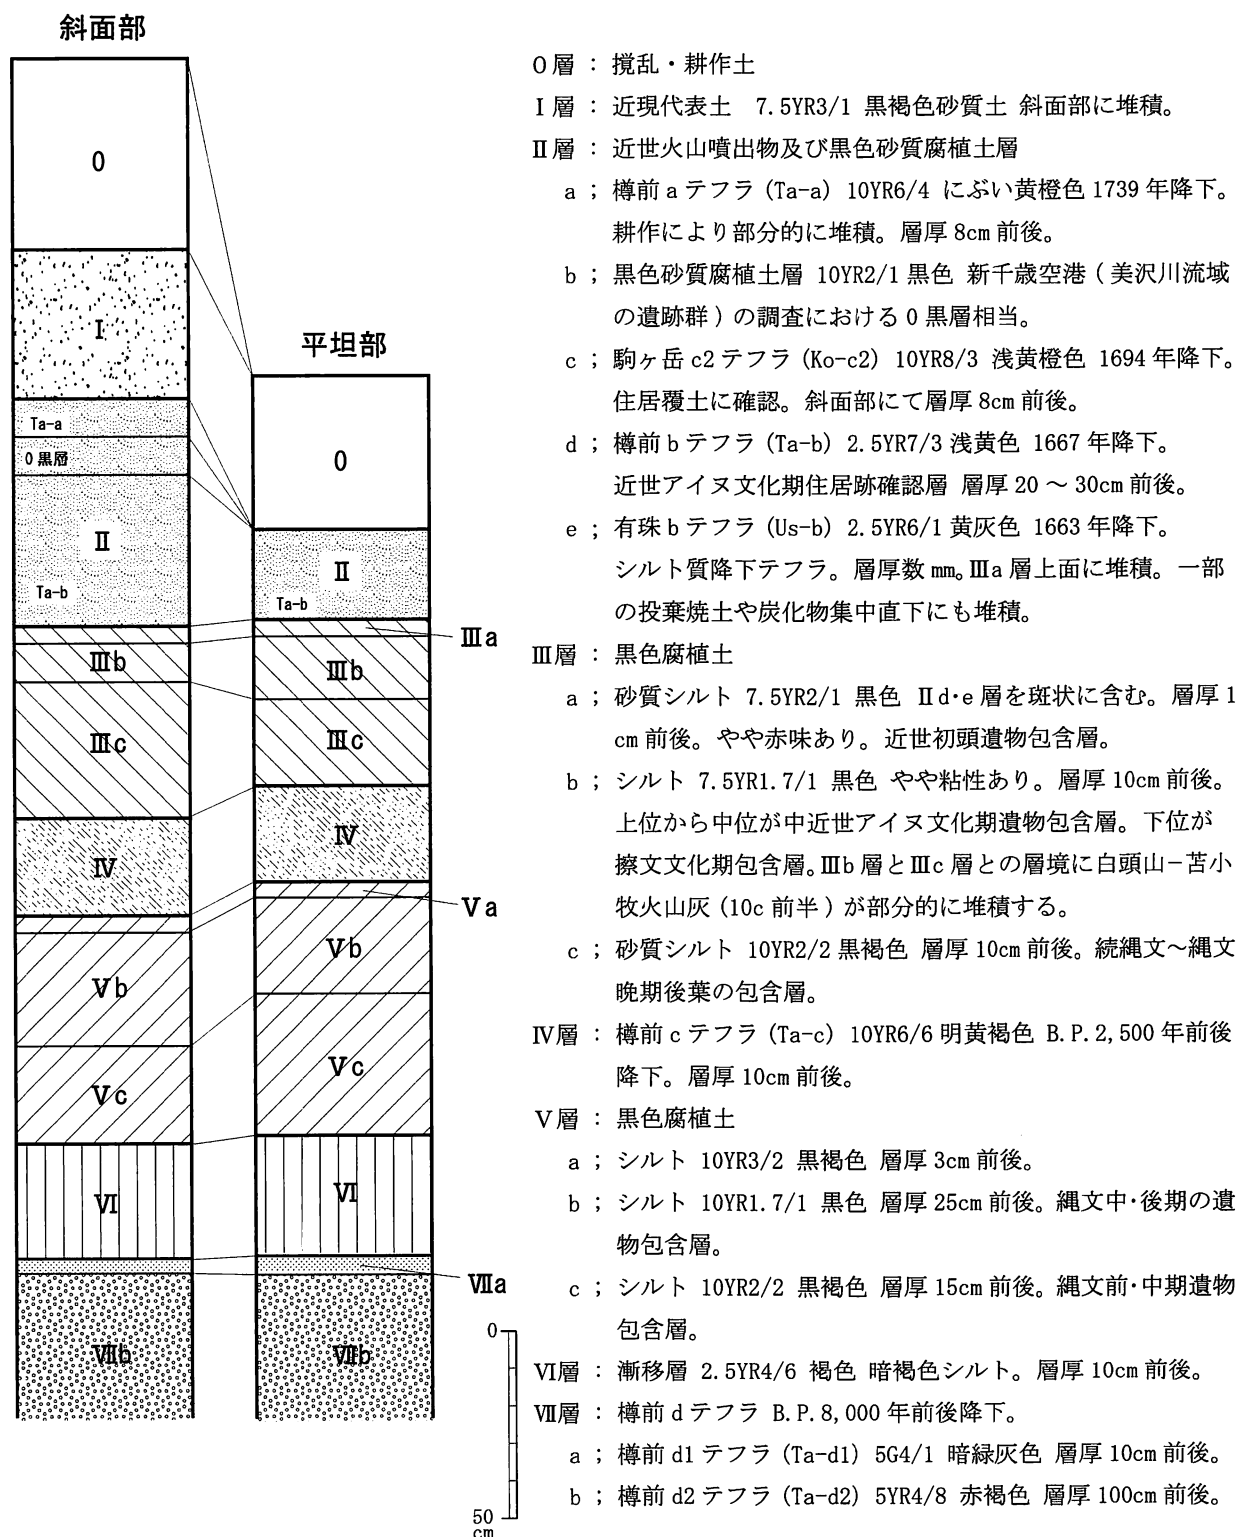 斜面部
0
I
Ta-a
0黒層
Ⅱ
Ta-b
Ⅲb
Ⅲc
Ⅳ
Ⅴb
Ⅴc
Ⅵ
Ⅶb
平坦部
0
Ⅱ
Ta-b
Ⅲa
Ⅲb
Ⅲc
Ⅳ
Ⅴa
Ⅴb
Ⅴc
Ⅵ
Ⅶa
Ⅶb
0
50
cm
0層：攪乱・耕作土
Ⅰ層：近現代表土 7.5YR3/1 黒褐色砂質土 斜面部に堆積。
Ⅱ層：近世火山噴出物及び黒色砂質腐植土層
a；樽前aテフラ(Ta-a) 10YR6/4 にぶい黄橙色 1739年降下。
耕作により部分的に堆積。層厚8cm前後。
b；黒色砂質腐植土層 10YR2/1黒色 新千歳空港(美沢川流域
の遺跡群)の調査における0黒層相当。
c；駒ヶ岳c2テフラ(Ko-c2) 10YR8/3 浅黄橙色 1694年降下。
住居覆土に確認。斜面部にて層厚8cm前後。
d；樽前bテフラ(Ta-b) 2.5YR7/3浅黄色 1667年降下。
近世アイヌ文化期住居跡確認層 層厚20～30cm前後。
e；有珠bテフラ(Us-b) 2.5YR6/1黄灰色 1663年降下。
シルト質降下テフラ。層厚数mm。Ⅲa層上面に堆積。一部
の投棄焼土や炭化物集中直下にも堆積。
Ⅲ層：黒色腐植土
a；砂質シルト 7.5YR2/1 黒色 Ⅱd・e層を斑状に含む。層厚1
cm前後。やや赤味あり。近世初頭遺物包含層。
b；シルト 7.5YR1.7/1 黒色 やや粘性あり。層厚10cm前後。
上位から中位が中近世アイヌ文化期遺物包含層。下位が
擦文文化期包含層。Ⅲb層とⅢc層との層境に白頭山－苫小
牧火山灰(10c前半)が部分的に堆積する。
c；砂質シルト 10YR2/2黒褐色 層厚10cm前後。続縄文～縄文
晩期後葉の包含層。
Ⅳ層：樽前cテフラ(Ta-c) 10YR6/6明黄褐色 B.P.2,500年前後
降下。層厚10cm前後。
Ⅴ層：黒色腐植土
a；シルト 10YR3/2 黒褐色 層厚3cm前後。
b；シルト 10YR1.7/1 黒色 層厚25cm前後。縄文中・後期の遺
物包含層。
c；シルト 10YR2/2 黒褐色 層厚15cm前後。縄文前・中期遺物
包含層。
Ⅵ層：漸移層 2.5YR4/6 褐色 暗褐色シルト。層厚10cm前後。
Ⅶ層：樽前dテフラ B.P.8,000年前後降下。
a；樽前d1テフラ(Ta-d1) 5G4/1 暗緑灰色 層厚10cm前後。
b；樽前d2テフラ(Ta-d2) 5YR4/8 赤褐色 層厚100cm前後。